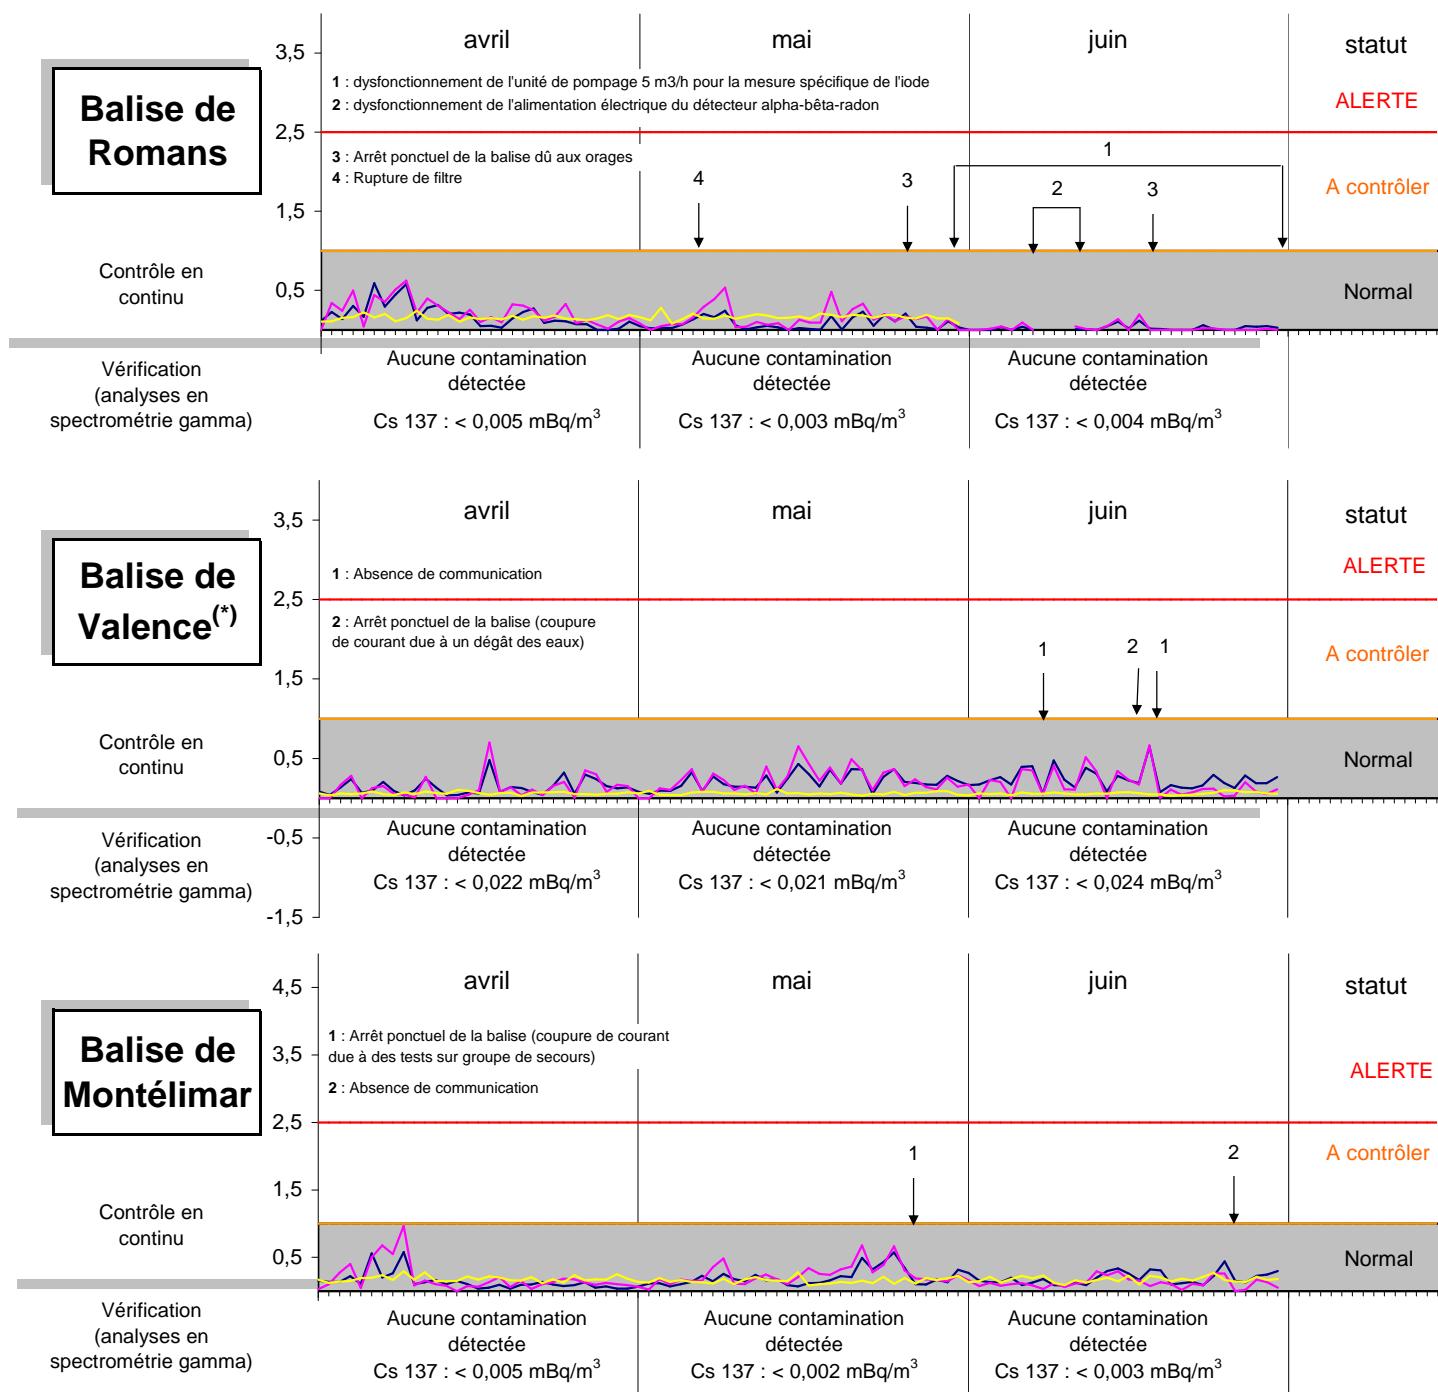 avril
mai
juin
statut
3,5
1 : dysfonctionnement de l'unité de pompage 5 m3/h pour la mesure spécifique de l'iode
2 : dysfonctionnement de l'alimentation électrique du détecteur alpha-bêta-radon
ALERTE
Balise de
Romans
2,5
3 : Arrêt ponctuel de la balise dû aux orages
4 : Rupture de filtre
1
4
3
2
3
A contrôler
1,5
Contrôle en
continu
0,5
Normal
Vérification
(analyses en
spectrométrie gamma)
Aucune contamination
détectée
Cs 137 : < 0,005 mBq/m³
Aucune contamination
détectée
Cs 137 : < 0,003 mBq/m³
Aucune contamination
détectée
Cs 137 : < 0,004 mBq/m³
avril
mai
juin
statut
3,5
Balise de
Valence(*)
1 : Absence de communication
ALERTE
2,5
2 : Arrêt ponctuel de la balise (coupure
de courant due à un dégât des eaux)
1
2
1
A contrôler
1,5
Contrôle en
continu
0,5
Normal
Vérification
(analyses en
spectrométrie gamma)
-0,5
-1,5
Aucune contamination
détectée
Cs 137 : < 0,022 mBq/m³
Aucune contamination
détectée
Cs 137 : < 0,021 mBq/m³
Aucune contamination
détectée
Cs 137 : < 0,024 mBq/m³
avril
mai
juin
statut
4,5
Balise de
Montélimar
1 : Arrêt ponctuel de la balise (coupure de courant
due à des tests sur groupe de secours)
3,5
2 : Absence de communication
ALERTE
2,5
1
2
A contrôler
1,5
Contrôle en
continu
0,5
Normal
Vérification
(analyses en
spectrométrie gamma)
Aucune contamination
détectée
Cs 137 : < 0,005 mBq/m³
Aucune contamination
détectée
Cs 137 : < 0,002 mBq/m³
Aucune contamination
détectée
Cs 137 : < 0,003 mBq/m³